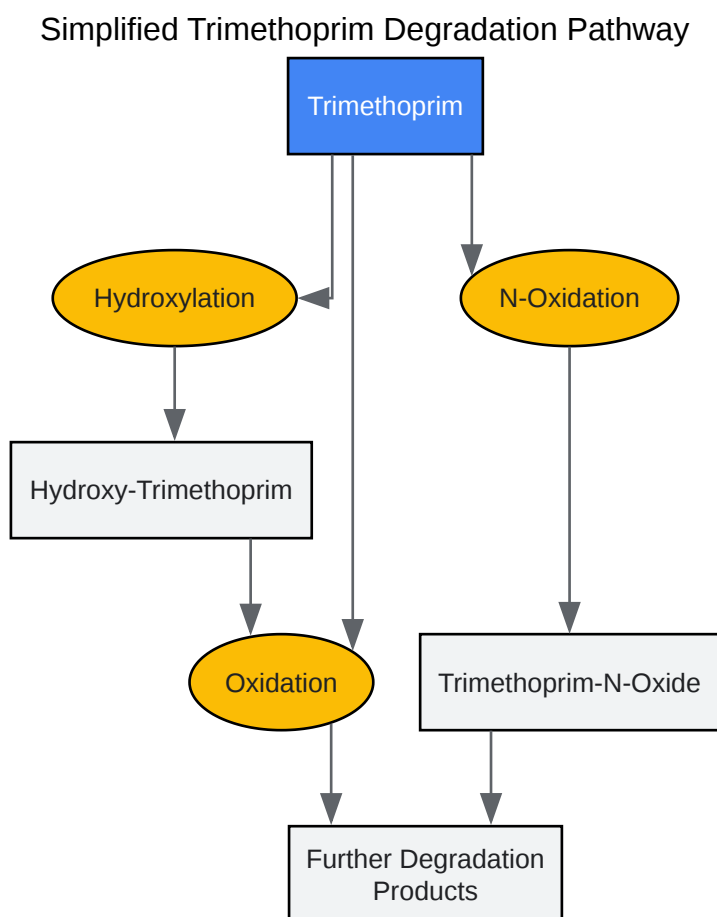 Simplified Trimethoprim Degradation Pathway
Trimethoprim
Hydroxylation
N-Oxidation
Hydroxy-Trimethoprim
Oxidation
Trimethoprim-N-Oxide
Further Degradation
Products